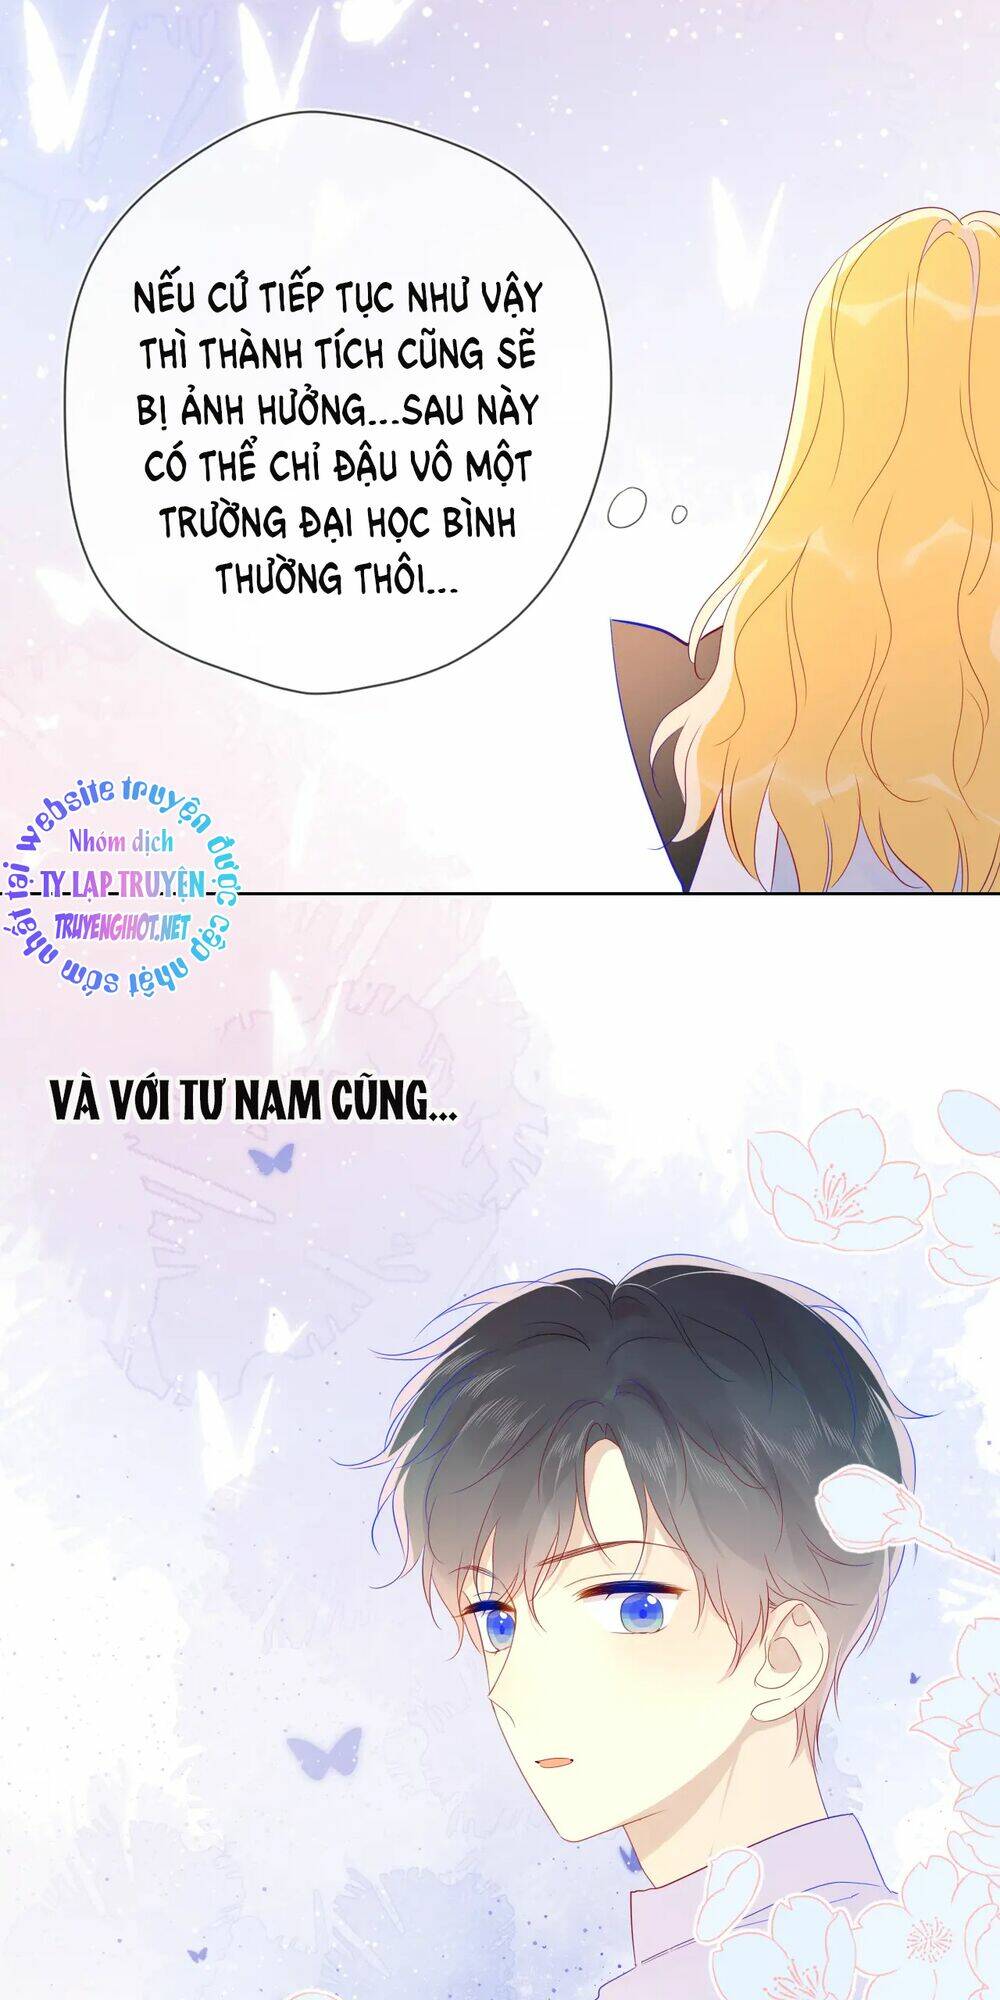 NẾU CỨ TIẾP TỤC NHƯ VẬY
THÌ THÀNH TÍCH CŨNG SẼ
BỊ ẢNH HƯỞNG...SAU NÀY
CÓ THỂ CHỈ ĐẬU VÔ MỘT
TRƯỜNG ĐẠI HỌC BÌNH
THƯỜNG THÔI...
website truyện được cập nhật sớm nhất tại
Nhóm dịch
TY LẠP TRUYỆN
TRUYENGIHOT.NET
VÀ VỚI TƯ NAM CŨNG...